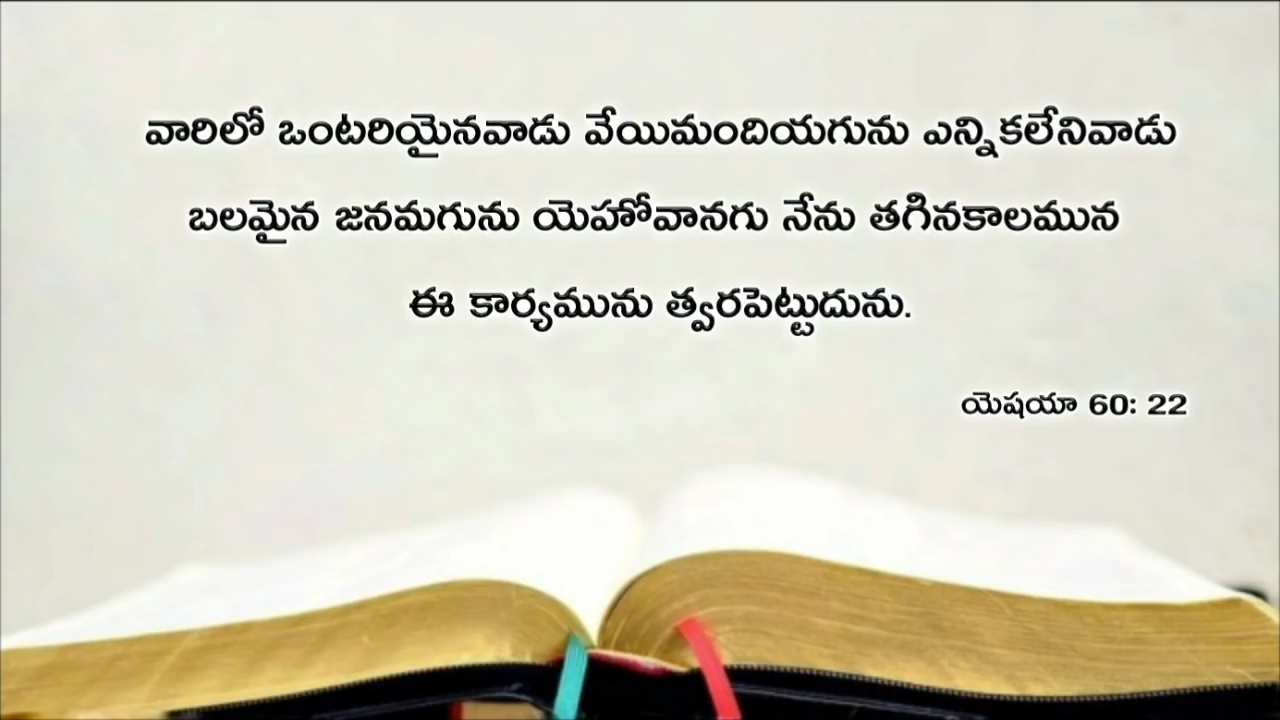 వారిలో ఒంటరియైనవాడు వేయిమందియగును ఎన్నికలేనివాడు
బలమైన జనమగును యెహోవానగు నేను తగినకాలమున
ఈ కార్యమును త్వరపెట్టుదును.
యెషయా 60: 22